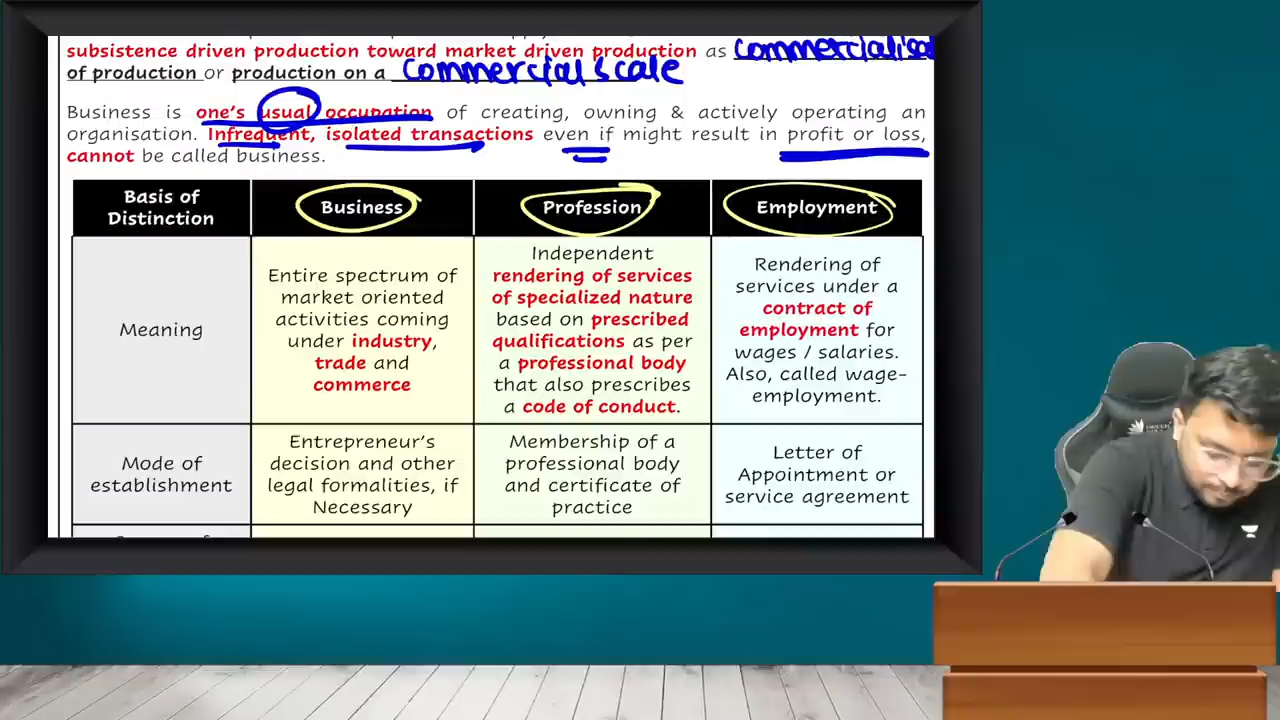 subsistence driven production toward market driven production as commercialisa
of production or production on a commercial scale
Business is one's usual occupation of creating, owning & actively operating an
organisation. Infrequent, isolated transactions even if might result in profit or loss,
cannot be called business.
Basis of
Distinction
Business
Profession
Employment
Meaning
Entire spectrum of
market oriented
activities coming
under industry,
trade and
commerce
Independent
rendering of services
of specialized nature
based on prescribed
qualifications as per
a professional body
that also prescribes
a code of conduct.
Rendering of
services under a
contract of
employment for
wages / salaries.
Also, called wage-
employment.
Mode of
establishment
Entrepreneur's
decision and other
legal formalities, if
Necessary
Membership of a
professional body
and certificate of
practice
Letter of
Appointment or
service agreement